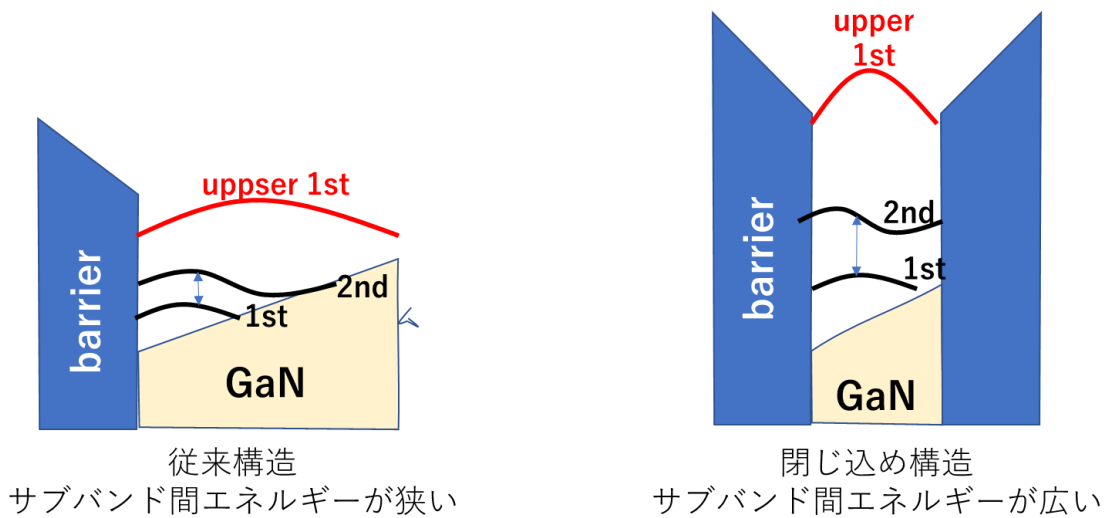 barrier
uppser 1st
2nd
1st
GaN
従来構造
サブバンド間エネルギーが狭い
upper
1st
barrier
2nd
1st
GaN
閉じ込め構造
サブバンド間エネルギーが広い